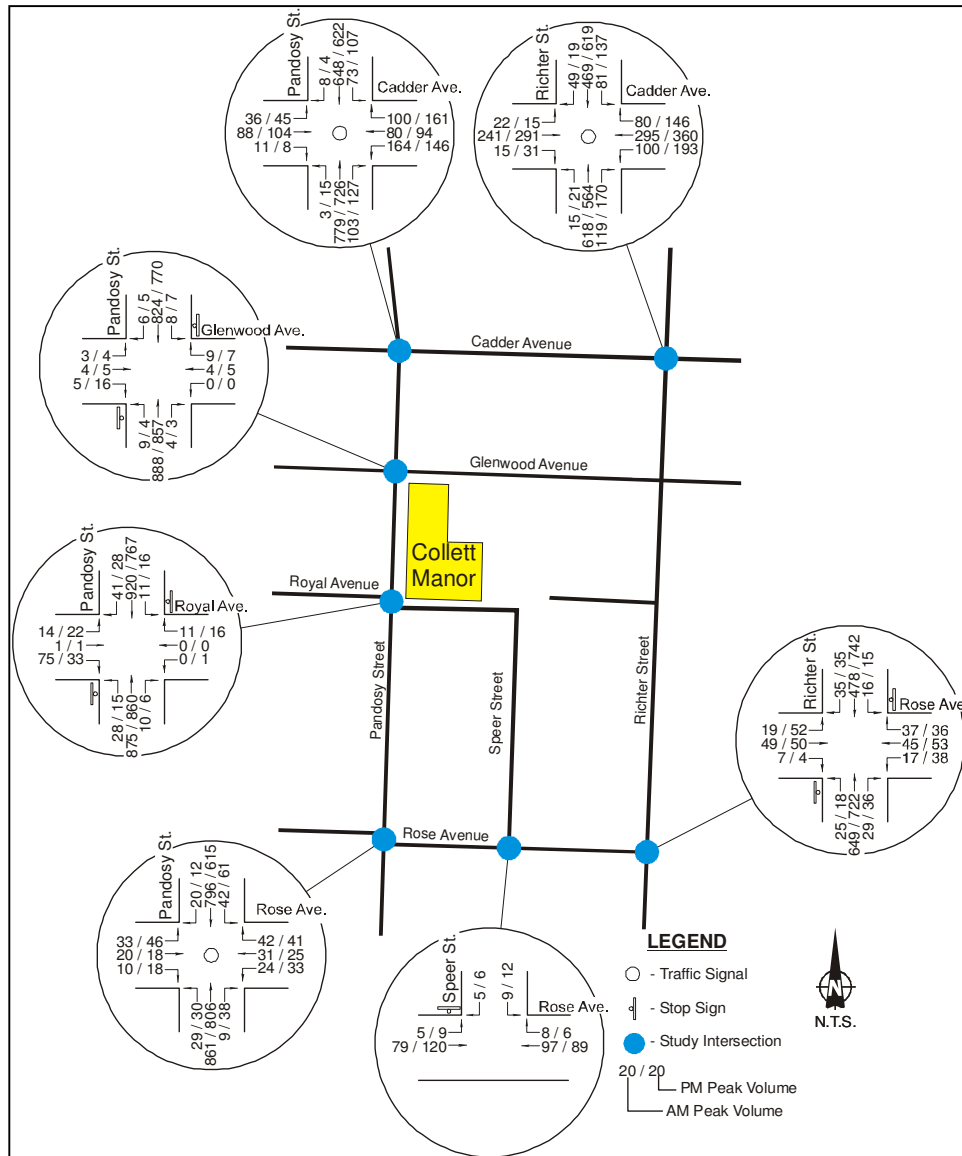 Pandosy St.
8 / 4
648 / 622
73 / 107
Cadder Ave.
36 / 45
88 / 104
11 / 8
100 / 161
80 / 94
164 / 146
3 / 15
779 / 726
103 / 127
Richter St.
49 / 19
469 / 619
81 / 137
Cadder Ave.
22 / 15
241 / 291
15 / 31
80 / 146
295 / 360
100 / 193
15 / 21
618 / 564
119 / 170
Pandosy St.
6 / 5
824 / 770
8 / 7
Glenwood Ave.
3 / 4
4 / 5
5 / 16
9 / 7
4 / 5
0 / 0
9 / 4
888 / 857
4 / 3
Cadder Avenue
Glenwood Avenue
Collett
Manor
Royal Avenue
Pandosy Street
Speer Street
Richter Street
Rose Avenue
Pandosy St.
41 / 28
920 / 767
11 / 16
Royal Ave.
14 / 22
1 / 1
75 / 33
11 / 16
0 / 0
0 / 1
28 / 15
875 / 860
10 / 6
Richter St.
35 / 35
478 / 742
16 / 15
Rose Ave
19 / 52
49 / 50
7 / 4
37 / 36
45 / 53
17 / 38
25 / 18
649 / 722
29 / 36
Pandosy St.
20 / 12
796 / 615
42 / 61
Rose Ave.
33 / 46
20 / 18
10 / 18
42 / 41
31 / 25
24 / 33
29 / 30
861 / 806
9 / 38
Speer St.
5 / 6
9 / 12
Rose Ave.
5 / 9
79 / 120
8 / 6
97 / 89
LEGEND
- Traffic Signal
- Stop Sign
- Study Intersection
20 / 20
PM Peak Volume
AM Peak Volume
N
N.T.S.